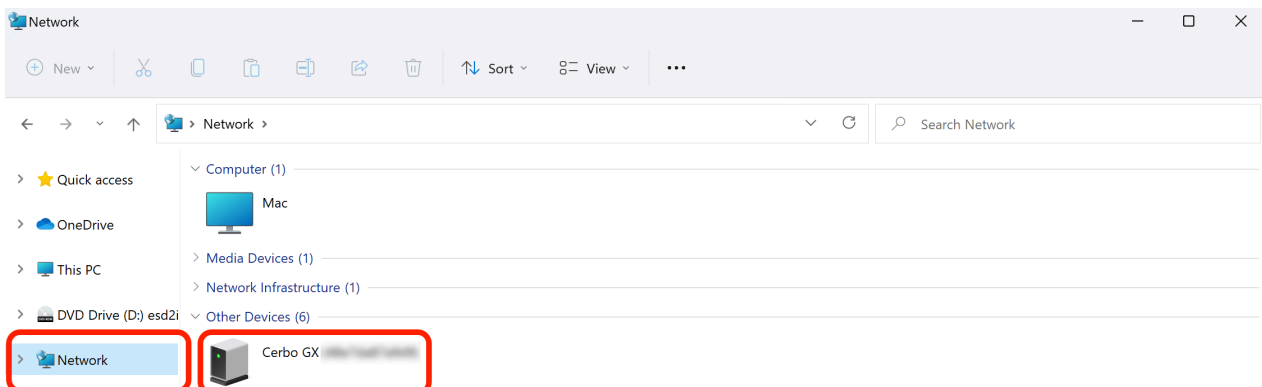 Network
New
Sort
View
Network
Search Network
Quick access
OneDrive
This PC
DVD Drive (D:) esd2i
Network
Computer (1)
Mac
Media Devices (1)
Network Infrastructure (1)
Other Devices (6)
Cerbo GX